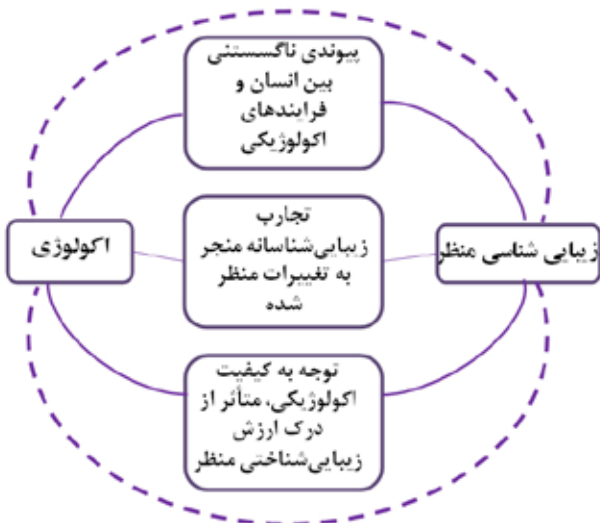 پیوندی ناگسستنی
بین انسان و
فرایندهای
اکولوژیکی
زیبایی شناسی منظر
تجارب
زیبایی‌شناسانه منجر
به تغییرات منظر
شده
اکولوژی
توجه به کیفیت
اکولوژیکی، متأثر از
درک ارزش
زیبایی‌شناختی منظر